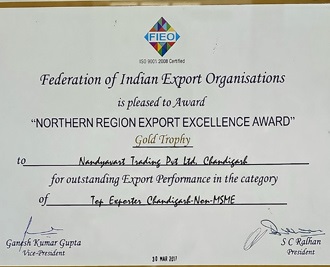 FIEO
ISO 9001:2008 Certified
Federation of Indian Export Organisations
is pleased to Award
"NORTHERN REGION EXPORT EXCELLENCE AWARD"
Gold Trophy
to Nandyavart Trading Pvt Ltd, Chandigarh
for outstanding Export Performance in the category
of Top Exporter Chandigarh-Non-MSME
Ganesh Kumar Gupta
Vice-President
S C Ralhan
President
30 MAR 2017